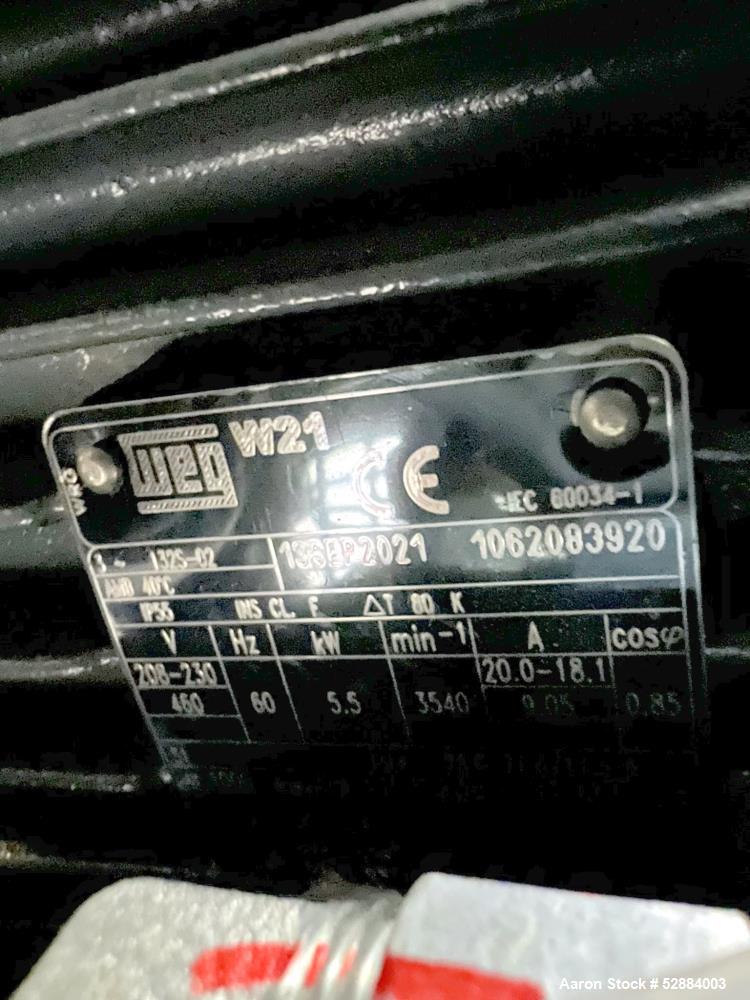 weg W21
CE
IEC 60034-1
3 ~ 132S-02
13SEP2021 1062083920
AMB 40°C
IP55 INS CL. F ΔT 80 K
V Hz kW min-1 A cosφ
208-230 20.0-18.1
460 60 5.5 3540 9.05 0.85
Aaron Stock # 52884003